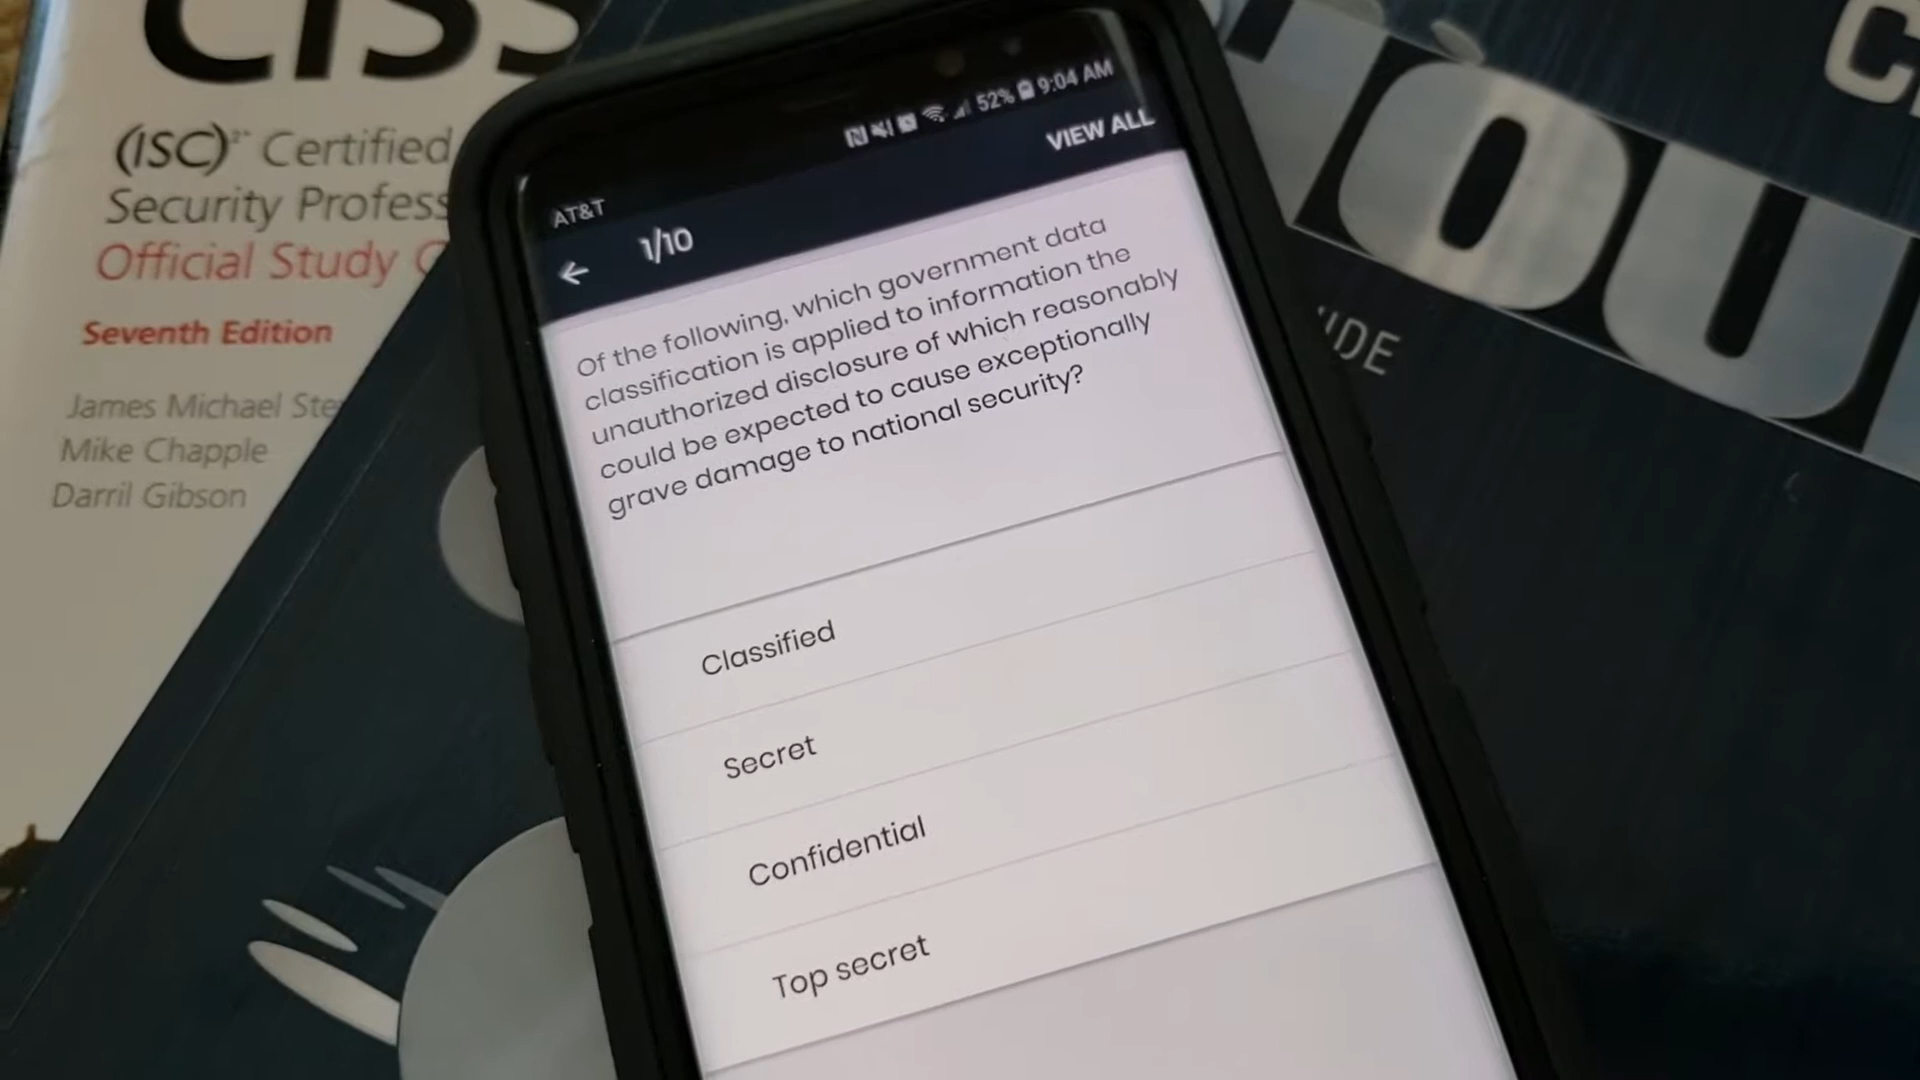 CISS
(ISC)²® Certified
Security Profess
Official Study
Seventh Edition
James Michael Ste
Mike Chapple
Darril Gibson
52% 9:04 AM
AT&T
VIEW ALL
1/10
Of the following, which government data
classification is applied to information the
unauthorized disclosure of which reasonably
could be expected to cause exceptionally
grave damage to national security?
Classified
Secret
Confidential
Top secret
HOU
IDE